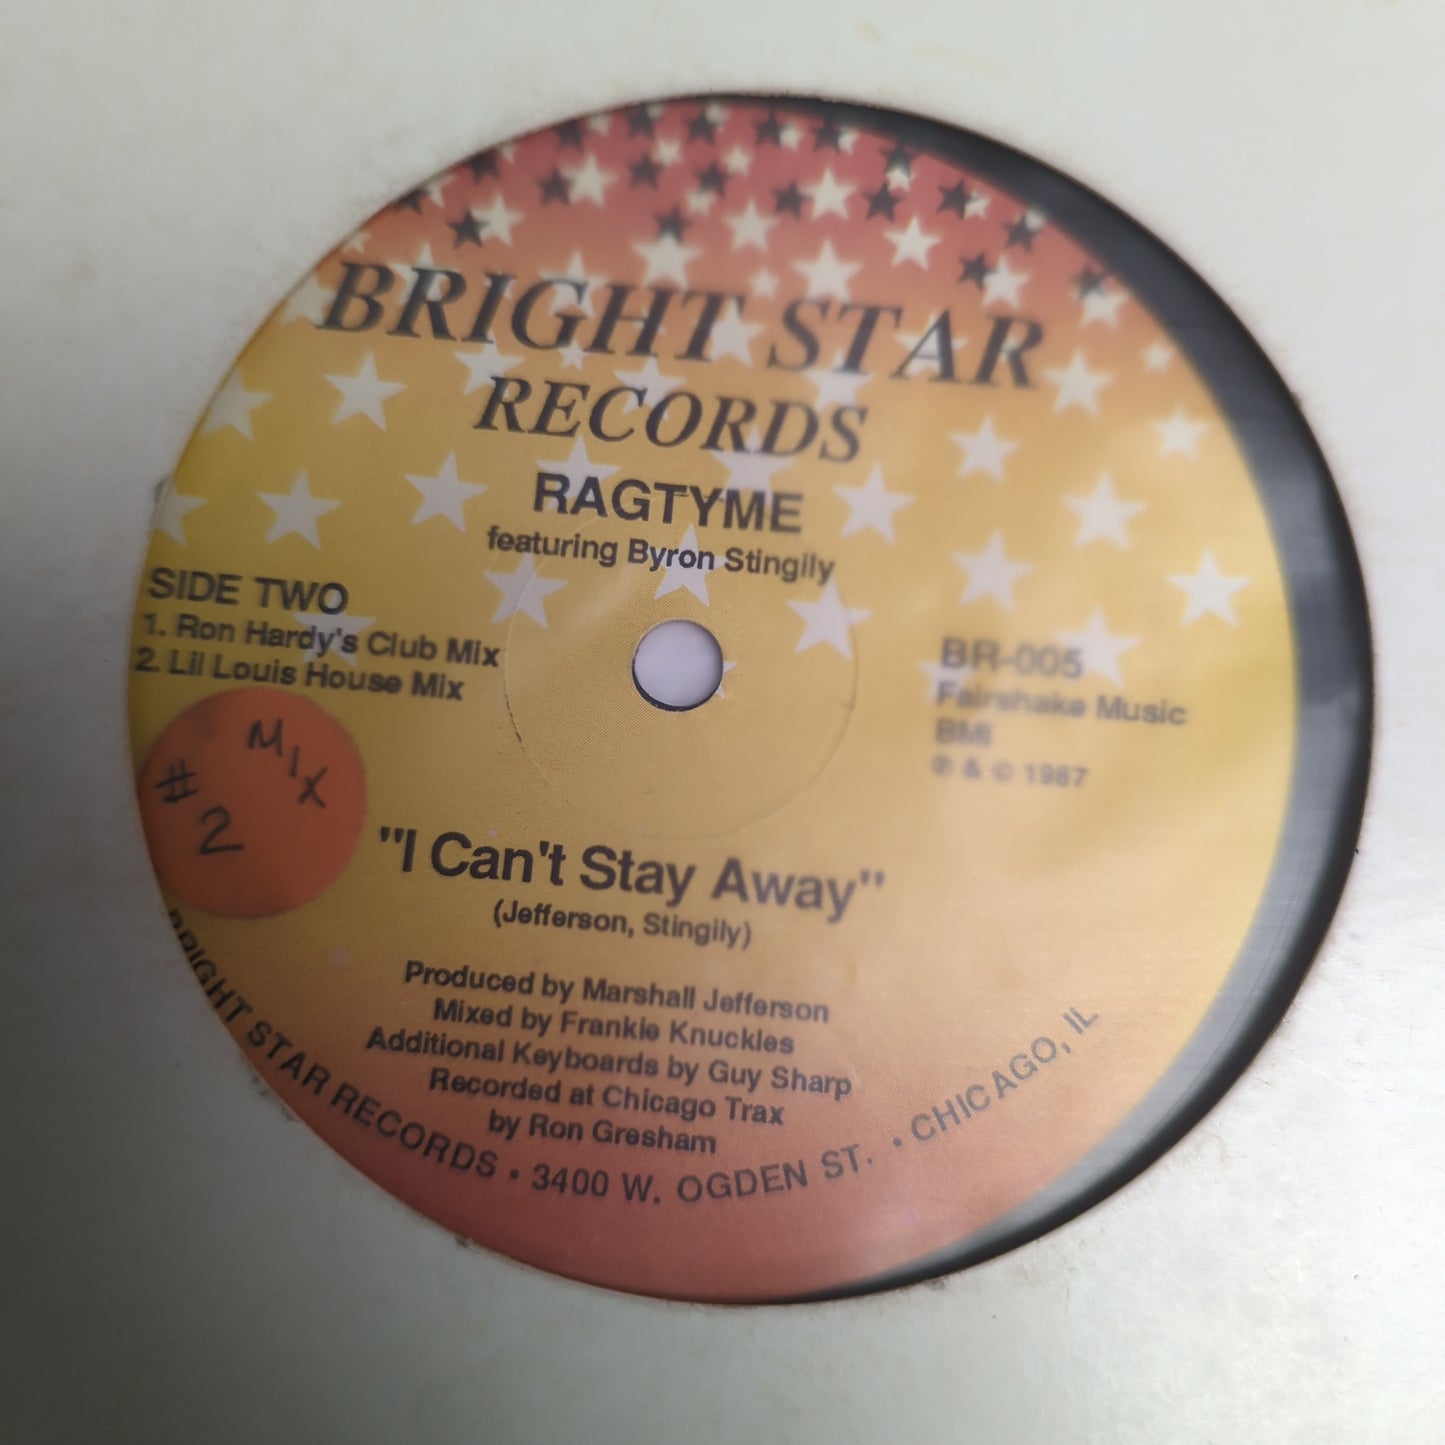 BRIGHT STAR
RECORDS
RAGTYME
featuring Byron Stingily
SIDE TWO
1. Ron Hardy's Club Mix
2. Lil Louis House Mix
BR-005
Fairshake Music
BMI
℗ & © 1987
MIX
#2
"I Can't Stay Away"
(Jefferson, Stingily)
Produced by Marshall Jefferson
Mixed by Frankie Knuckles
Additional Keyboards by Guy Sharp
Recorded at Chicago Trax
by Ron Gresham
BRIGHT STAR RECORDS • 3400 W. OGDEN ST. • CHICAGO, IL